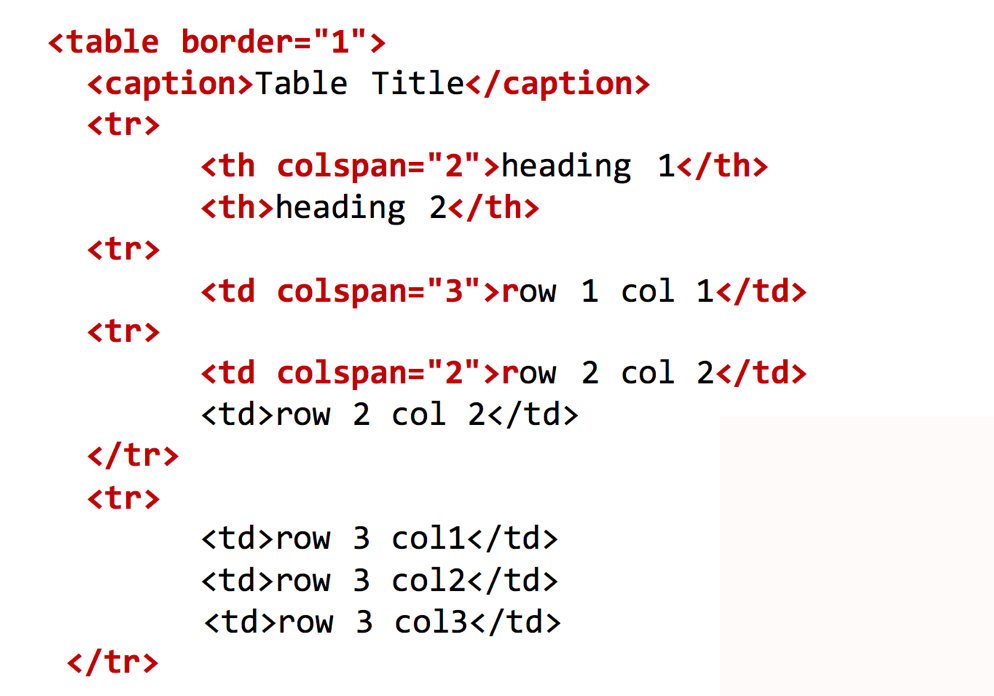 <table border="1">
<caption>Table Title</caption>
<tr>
<th colspan="2">heading 1</th>
<th>heading 2</th>
<tr>
<td colspan="3">row 1 col 1</td>
<tr>
<td colspan="2">row 2 col 2</td>
<td>row 2 col 2</td>
</tr>
<tr>
<td>row 3 col1</td>
<td>row 3 col2</td>
<td>row 3 col3</td>
</tr>